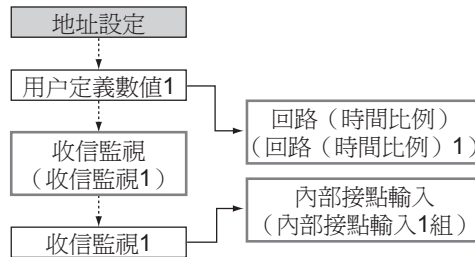 地址設定
用户定義數值1
回路（時間比例）
（回路（時間比例）1）
收信監視
（收信監視1）
內部接點輸入
（內部接點輸入1組）
收信監視1